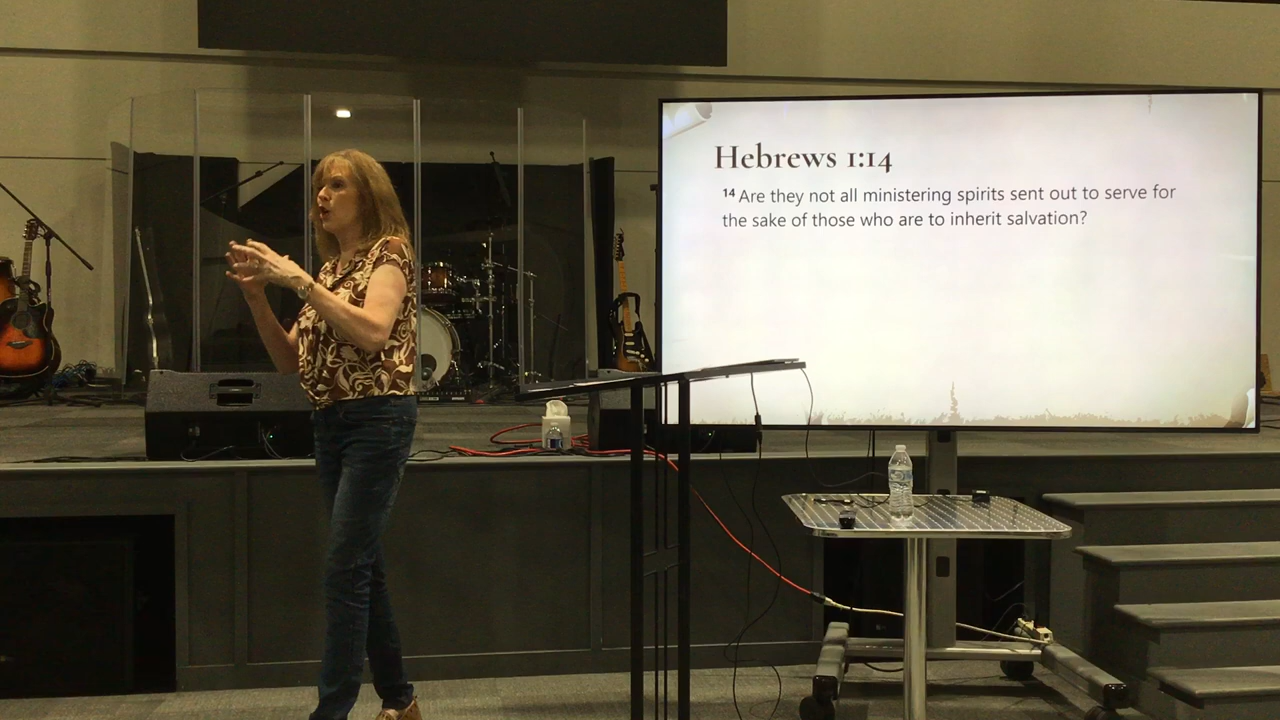 Hebrews 1:14
14 Are they not all ministering spirits sent out to serve for
the sake of those who are to inherit salvation?